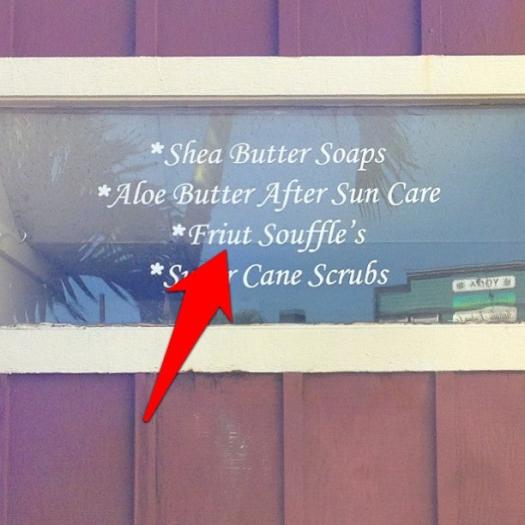 *Shea Butter Soaps
*Aloe Butter After Sun Care
*Friut Souffle's
Cane Scrubs